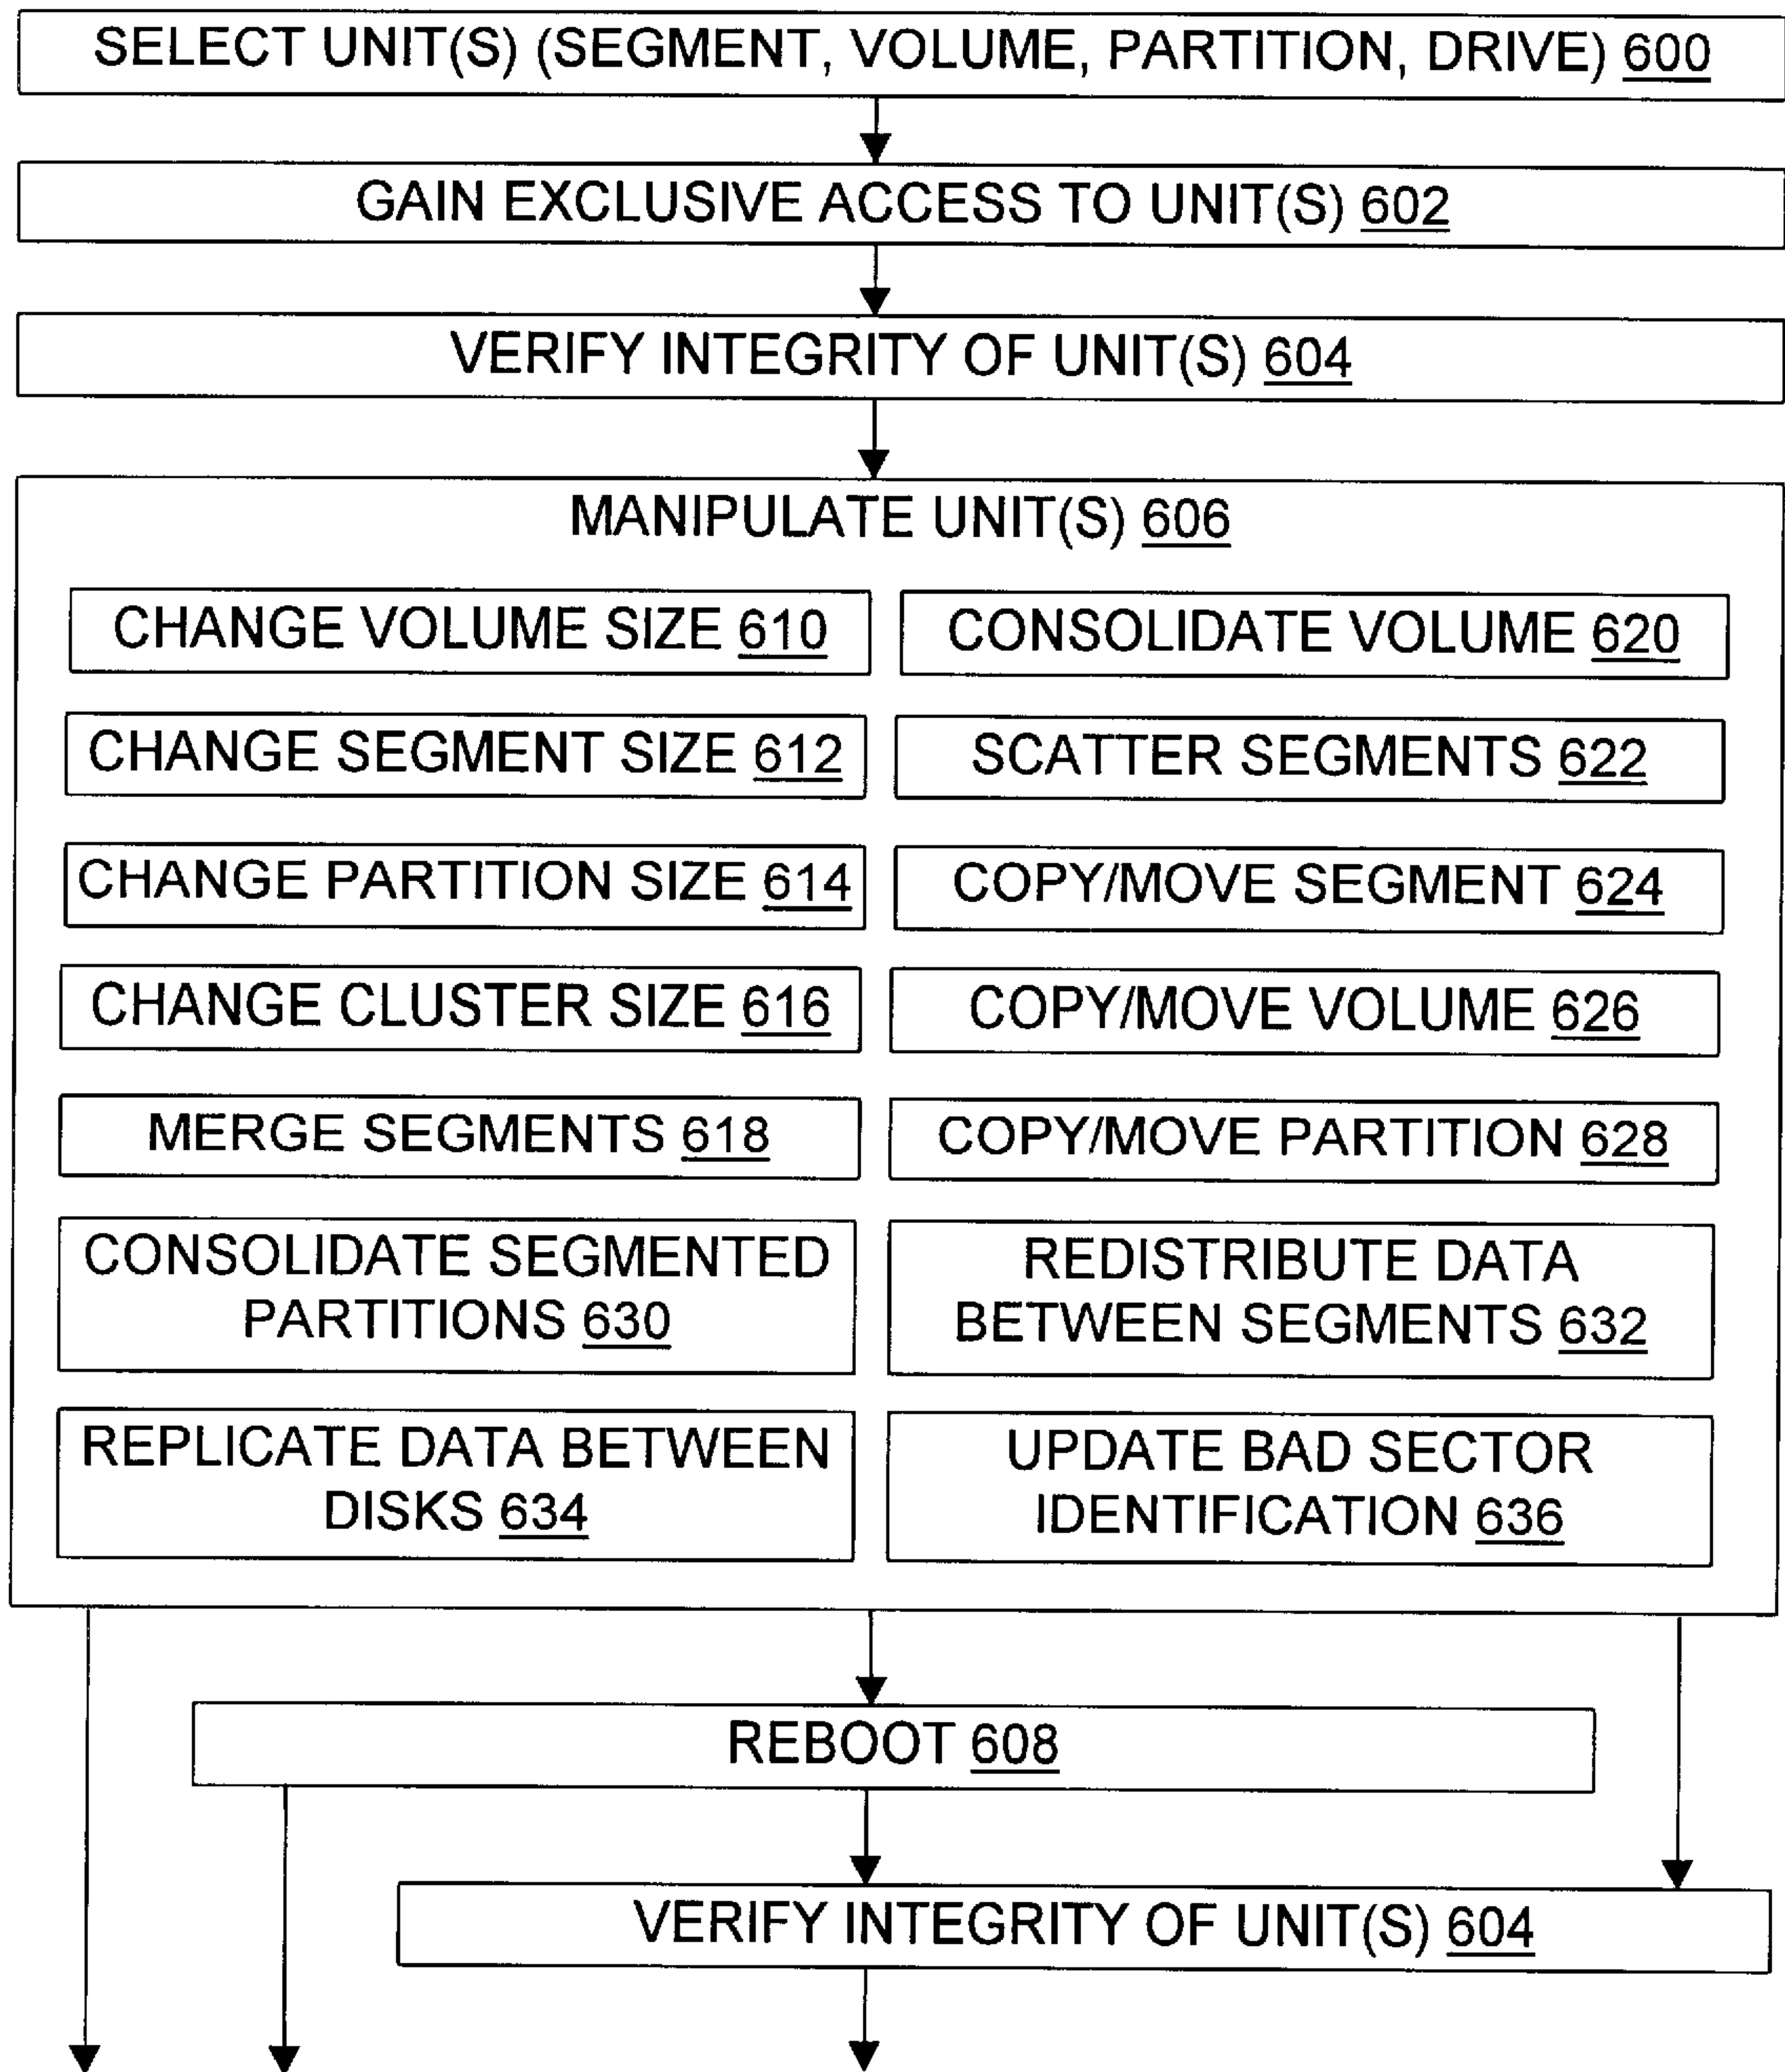 SELECT UNIT(S) (SEGMENT, VOLUME, PARTITION, DRIVE) 600
GAIN EXCLUSIVE ACCESS TO UNIT(S) 602
VERIFY INTEGRITY OF UNIT(S) 604
MANIPULATE UNIT(S) 606
CHANGE VOLUME SIZE 610
CONSOLIDATE VOLUME 620
CHANGE SEGMENT SIZE 612
SCATTER SEGMENTS 622
CHANGE PARTITION SIZE 614
COPY/MOVE SEGMENT 624
CHANGE CLUSTER SIZE 616
COPY/MOVE VOLUME 626
MERGE SEGMENTS 618
COPY/MOVE PARTITION 628
CONSOLIDATE SEGMENTED
PARTITIONS 630
REDISTRIBUTE DATA
BETWEEN SEGMENTS 632
REPLICATE DATA BETWEEN
DISKS 634
UPDATE BAD SECTOR
IDENTIFICATION 636
REBOOT 608
VERIFY INTEGRITY OF UNIT(S) 604